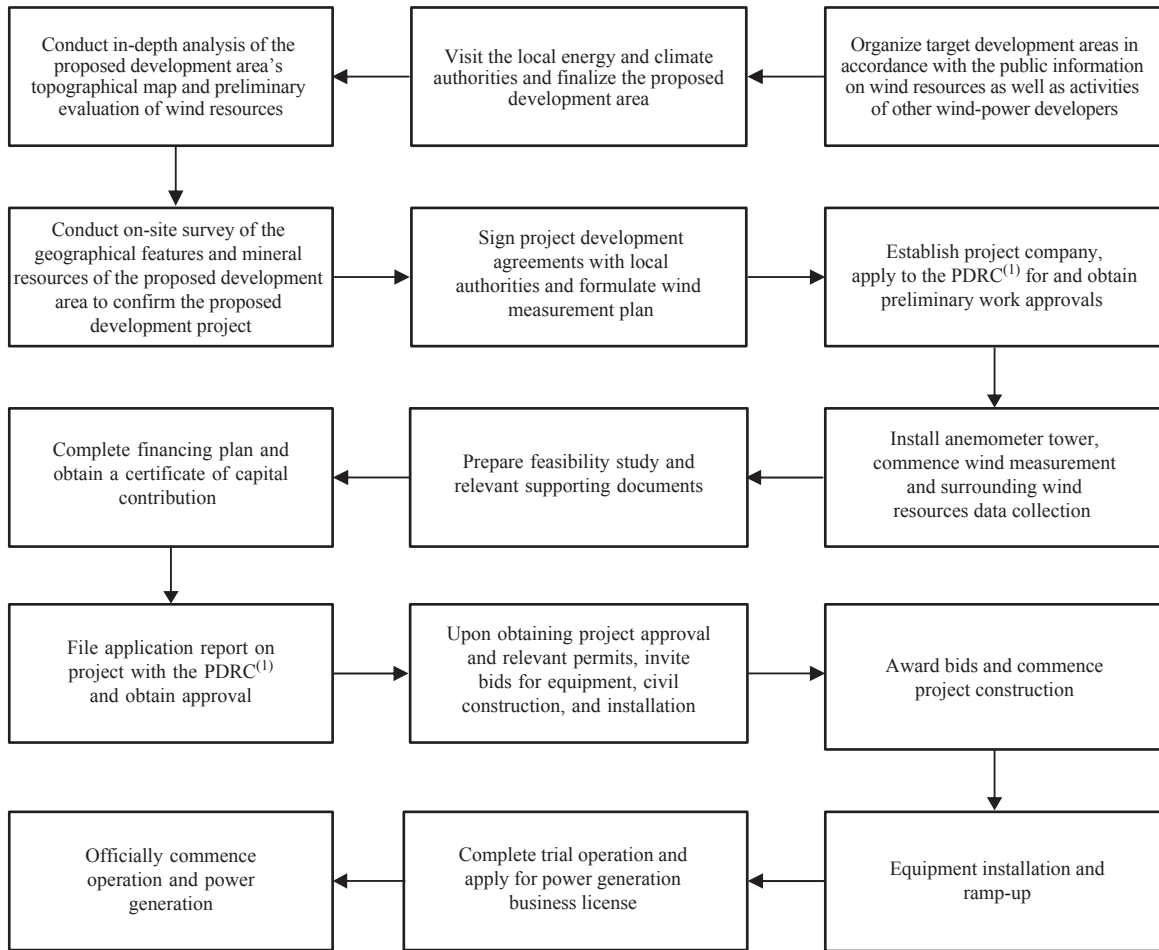 Conduct in-depth analysis of the
proposed development area's
topographical map and preliminary
evaluation of wind resources
Visit the local energy and climate
authorities and finalize the proposed
development area
Organize target development areas in
accordance with the public information
on wind resources as well as activities
of other wind-power developers
Conduct on-site survey of the
geographical features and mineral
resources of the proposed development
area to confirm the proposed
development project
Sign project development
agreements with local
authorities and formulate wind
measurement plan
Establish project company,
apply to the PDRC(1) for and obtain
preliminary work approvals
Complete financing plan and
obtain a certificate of capital
contribution
Prepare feasibility study and
relevant supporting documents
Install anemometer tower,
commence wind measurement
and surrounding wind
resources data collection
File application report on
project with the PDRC(1)
and obtain approval
Upon obtaining project approval
and relevant permits, invite
bids for equipment, civil
construction, and installation
Award bids and commence
project construction
Officially commence
operation and power
generation
Complete trial operation and
apply for power generation
business license
Equipment installation and
ramp-up